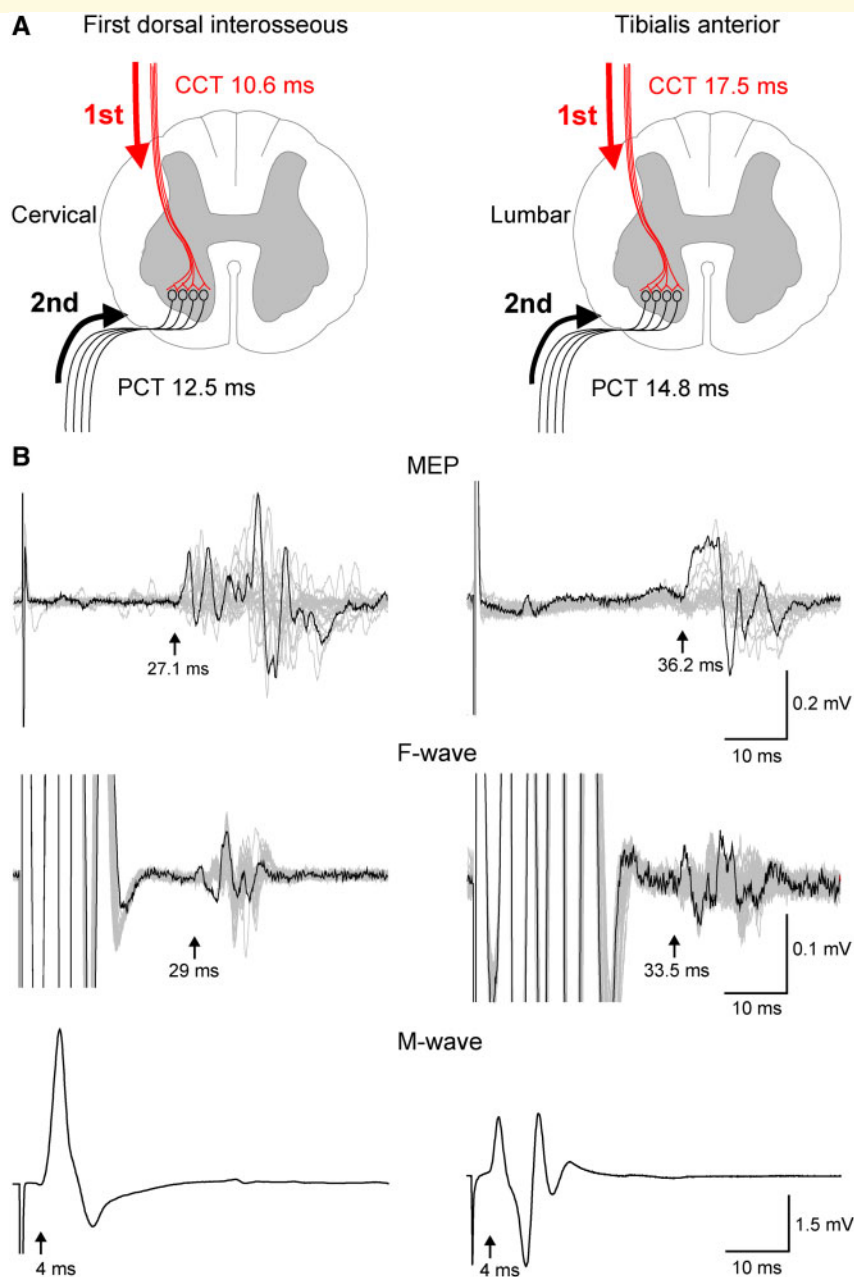 A
First dorsal interosseous
Tibialis anterior
CCT 10.6 ms
1st
Cervical
2nd
PCT 12.5 ms
CCT 17.5 ms
1st
Lumbar
2nd
PCT 14.8 ms
B
MEP
27.1 ms
36.2 ms
0.2 mV
10 ms
F-wave
29 ms
33.5 ms
0.1 mV
10 ms
M-wave
4 ms
4 ms
1.5 mV
10 ms